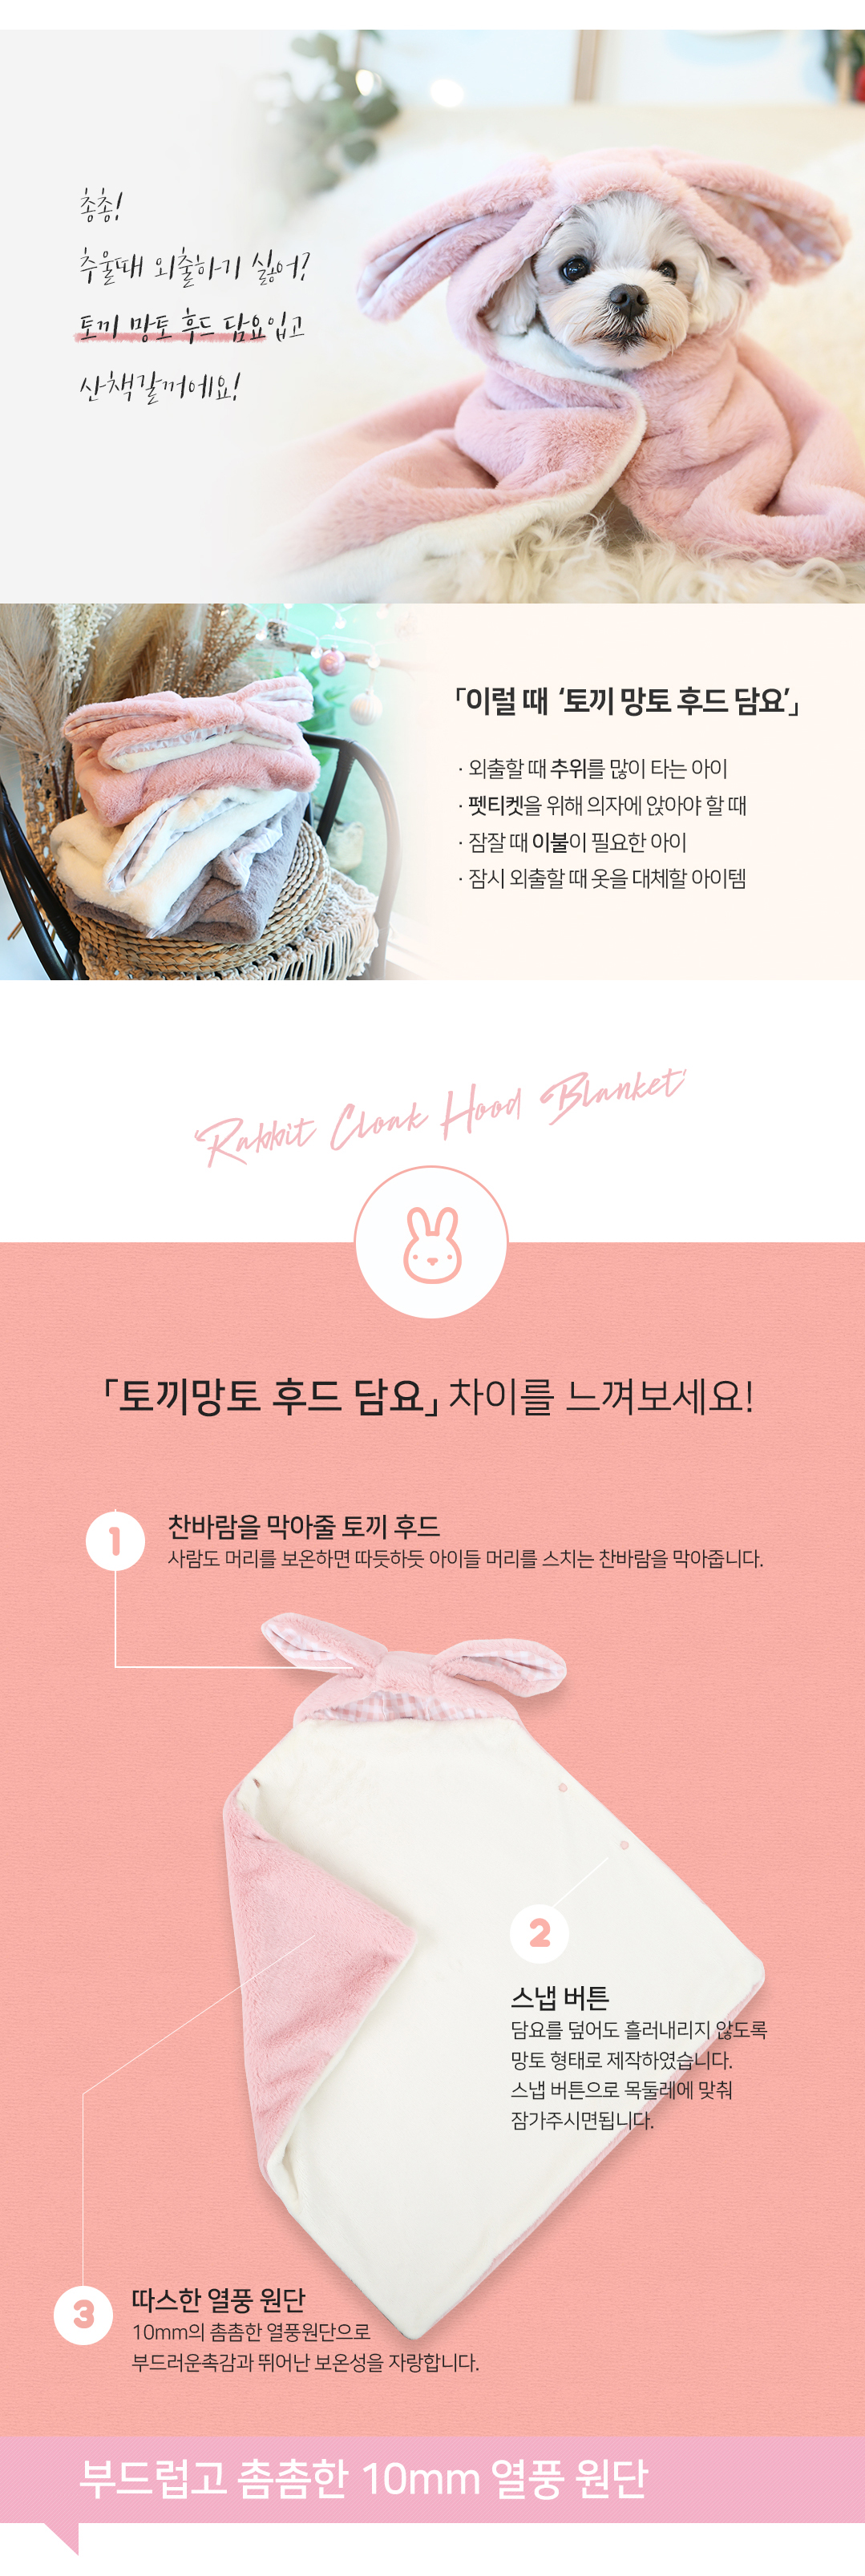 총총!
추울때 외출하기 싫어?
토끼 망토 후드 담요입고
산책갈꺼에요!
「이럴 때 ‘토끼 망토 후드 담요’」
· 외출할 때 추위를 많이 타는 아이
· 펫티켓을 위해 의자에 앉아야 할 때
· 잠잘 때 이불이 필요한 아이
· 잠시 외출할 때 옷을 대체할 아이템
‘Rabbit Cloak Hood Blanket’
「토끼망토 후드 담요」 차이를 느껴보세요!
1
찬바람을 막아줄 토끼 후드
사람도 머리를 보온하면 따듯하듯 아이들 머리를 스치는 찬바람을 막아줍니다.
2
스냅 버튼
담요를 덮어도 흘러내리지 않도록
망토 형태로 제작하였습니다.
스냅 버튼으로 목둘레에 맞춰
잠가주시면됩니다.
3
따스한 열풍 원단
10mm의 촘촘한 열풍원단으로
부드러운촉감과 뛰어난 보온성을 자랑합니다.
부드럽고 촘촘한 10mm 열풍 원단